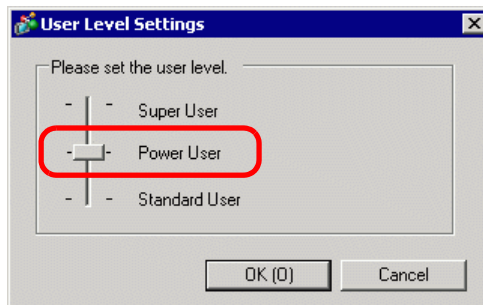 User Level Settings
Please set the user level.
Super User
Power User
Standard User
OK (O)
Cancel